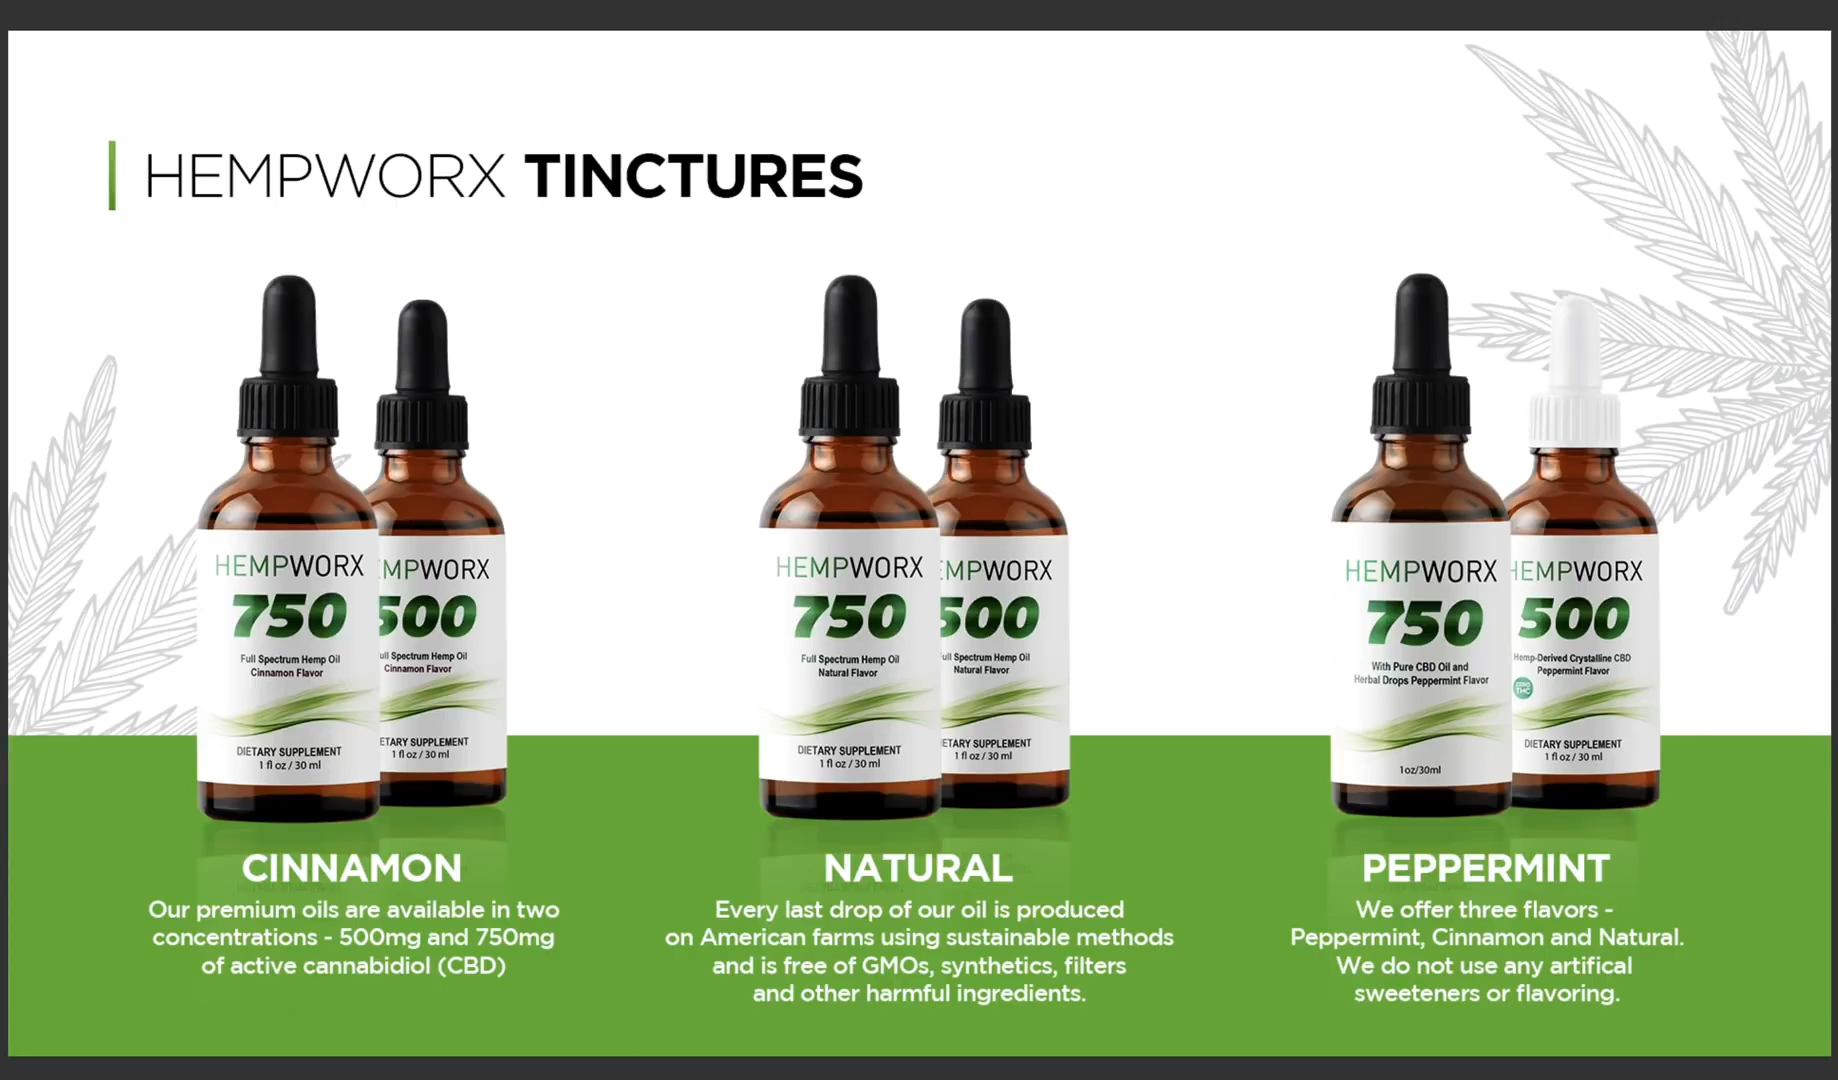 HEMPWORX TINCTURES
HEMPWORX
750
Full Spectrum Hemp Oil
Cinnamon Flavor
DIETARY SUPPLEMENT
1 fl oz / 30 ml
EMPWORX
500
ull Spectrum Hemp Oil
Cinnamon Flavor
ETARY SUPPLEMENT
1 fl oz / 30 ml
HEMPWORX
750
Full Spectrum Hemp Oil
Natural Flavor
DIETARY SUPPLEMENT
1 fl oz / 30 ml
EMPWORX
500
ull Spectrum Hemp Oil
Natural Flavor
ETARY SUPPLEMENT
1 fl oz / 30 ml
HEMPWORX
750
With Pure CBD Oil and
Herbal Drops Peppermint Flavor
1oz/30ml
HEMPWORX
500
Hemp-Derived Crystalline CBD
Peppermint Flavor
ZERO
THC
DIETARY SUPPLEMENT
1 fl oz / 30 ml
CINNAMON
Our premium oils are available in two
concentrations - 500mg and 750mg
of active cannabidiol (CBD)
NATURAL
Every last drop of our oil is produced
on American farms using sustainable methods
and is free of GMOs, synthetics, filters
and other harmful ingredients.
PEPPERMINT
We offer three flavors -
Peppermint, Cinnamon and Natural.
We do not use any artifical
sweeteners or flavoring.